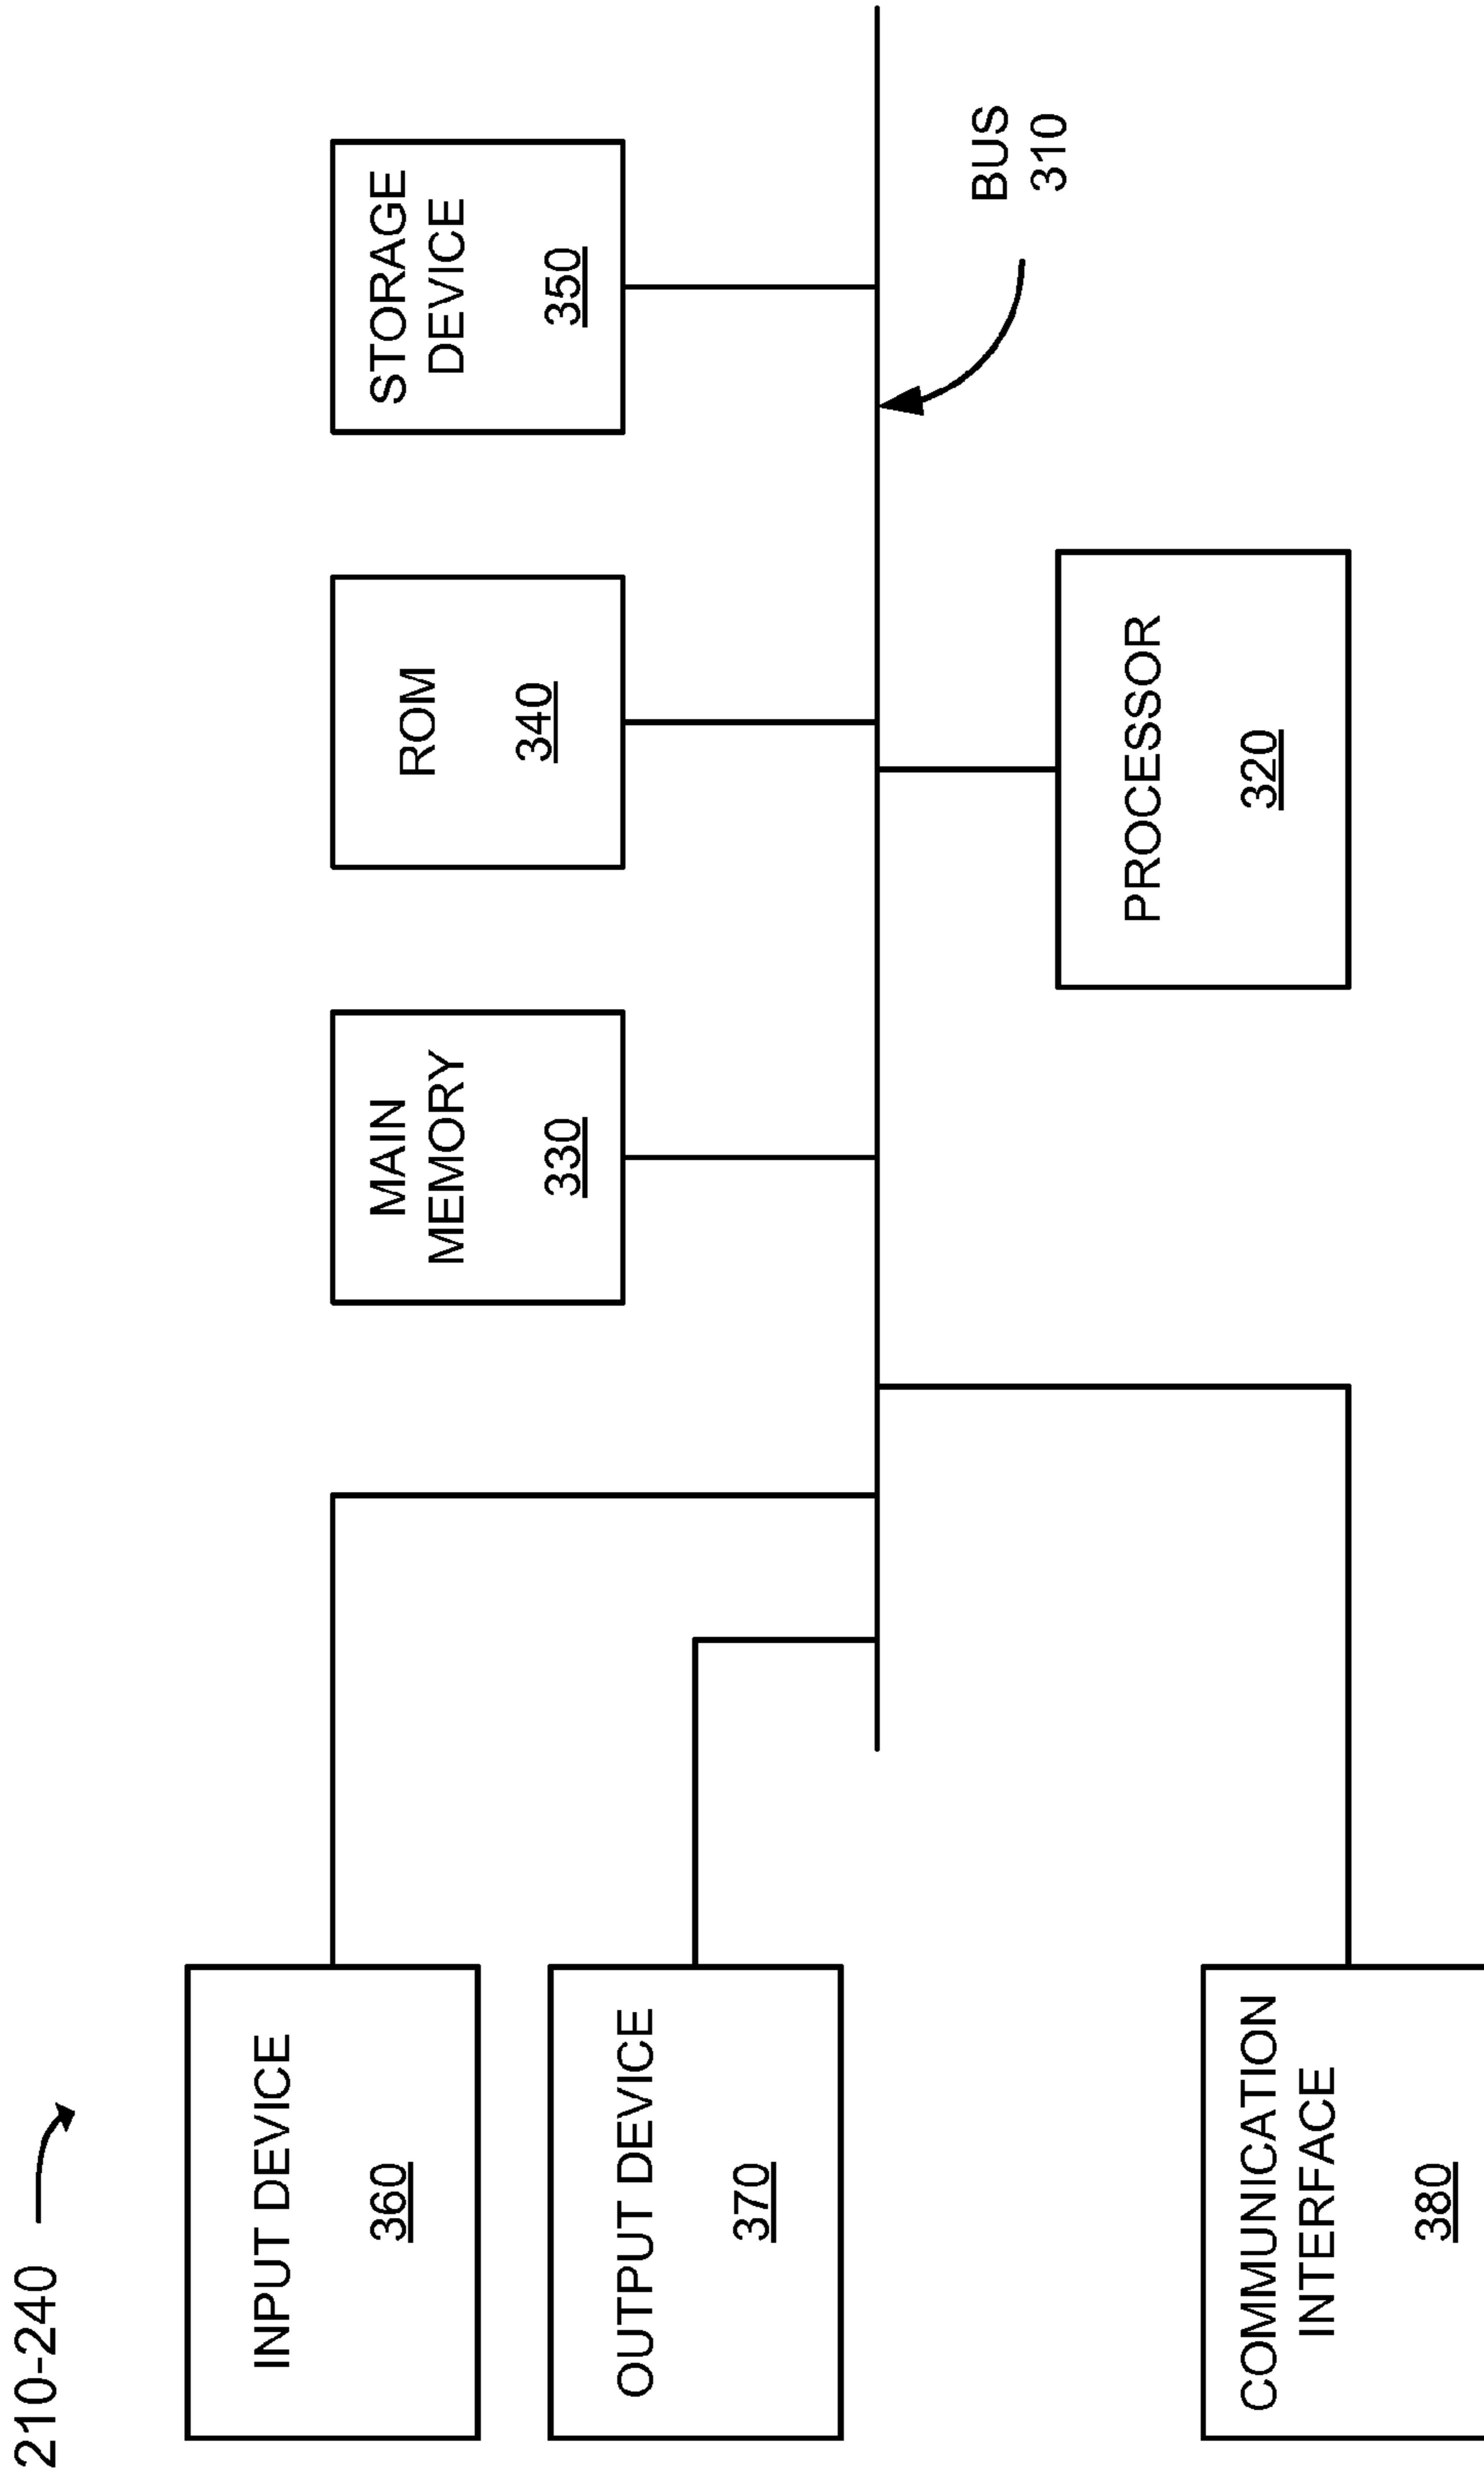 210-240
INPUT DEVICE
360
MAIN
MEMORY
330
ROM
340
STORAGE
DEVICE
350
OUTPUT DEVICE
370
BUS
310
COMMUNICATION
INTERFACE
380
PROCESSOR
320